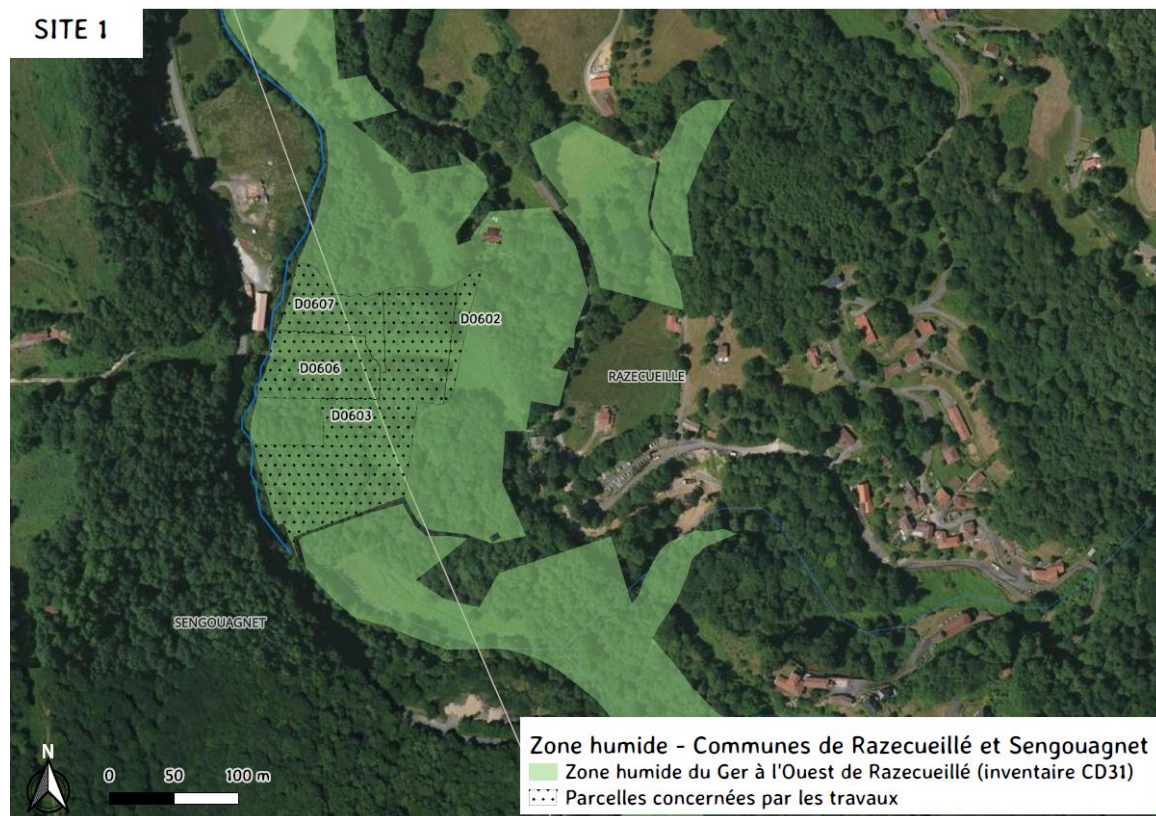 SITE 1
D0607
D0602
D0606
RAZECUEILLE
D0603
SENGOUAGNET
N
0 50 100 m
Zone humide - Communes de Razecueillé et Sengouagnet
Zone humide du Ger à l'Ouest de Razecueillé (inventaire CD31)
Parcelles concernées par les travaux